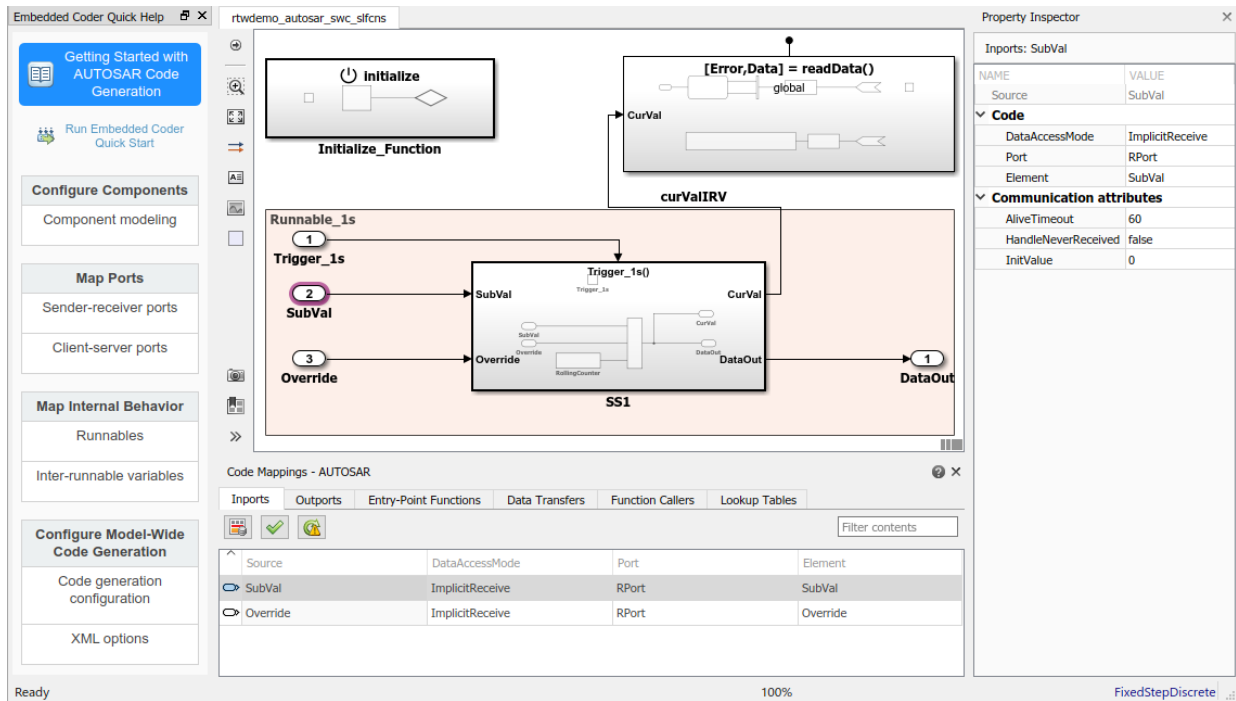 Embedded Coder Quick Help
Getting Started with
AUTOSAR Code
Generation
Run Embedded Coder
Quick Start
Configure Components
Component modeling
Map Ports
Sender-receiver ports
Client-server ports
Map Internal Behavior
Runnables
Inter-runnable variables
Configure Model-Wide
Code Generation
Code generation
configuration
XML options
rtwdemo_autosar_swc_slfcns
initialize
Initialize_Function
[Error,Data] = readData()
global
CurVal
curValIRV
Runnable_1s
1
Trigger_1s
2
SubVal
3
Override
Trigger_1s()
Trigger_1s
SubVal
CurVal
SubVal
CurVal
Override
Override
DataOut
DataOut
RollingCounter
SS1
1
DataOut
Code Mappings - AUTOSAR
Inports Outports Entry-Point Functions Data Transfers Function Callers Lookup Tables
Filter contents
Source DataAccessMode Port Element
SubVal ImplicitReceive RPort SubVal
Override ImplicitReceive RPort Override
Property Inspector
Inports: SubVal
NAME VALUE
Source SubVal
Code
DataAccessMode ImplicitReceive
Port RPort
Element SubVal
Communication attributes
AliveTimeout 60
HandleNeverReceived false
InitValue 0
Ready 100% FixedStepDiscrete